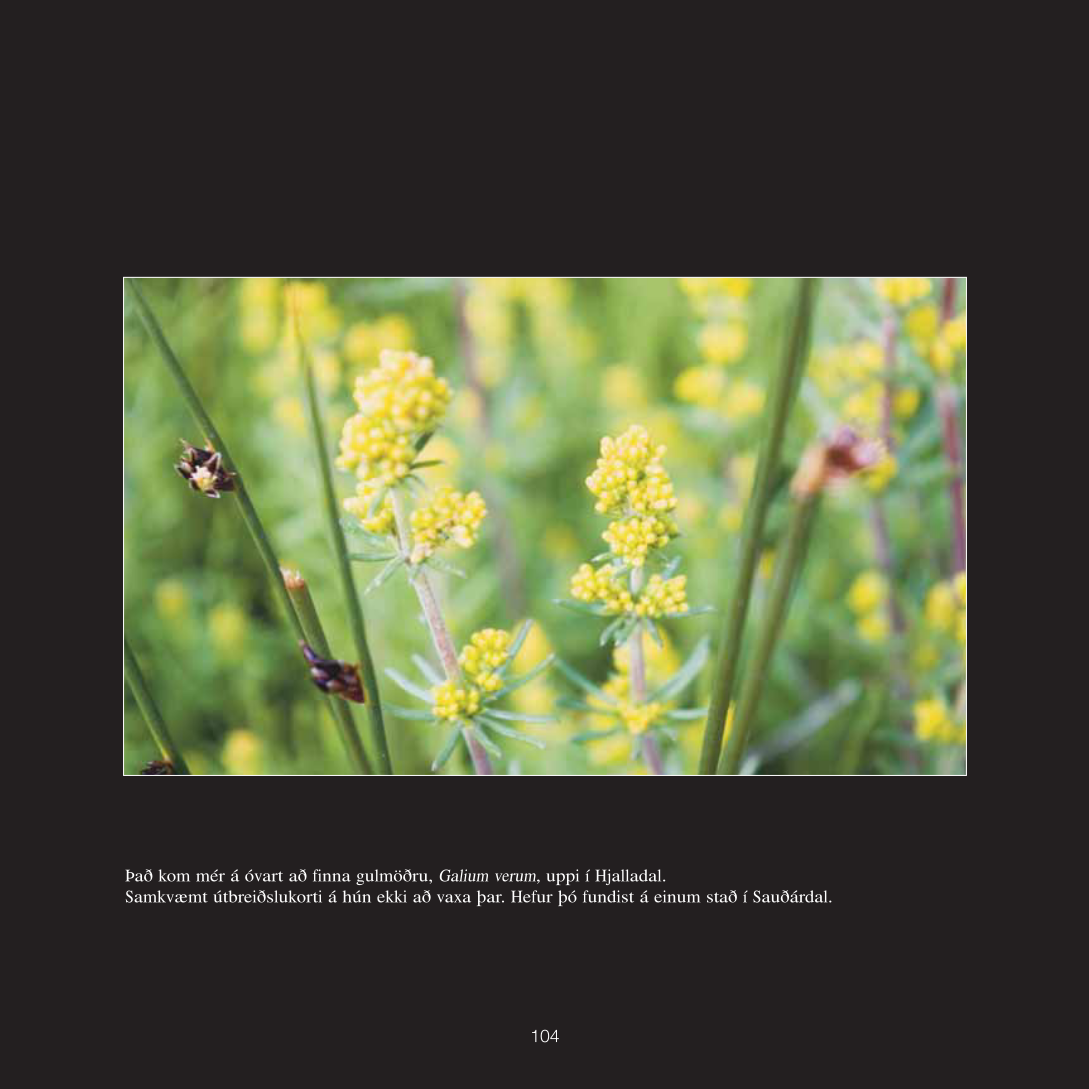 Það kom mér á óvart að finna gulmöðru, Galium verum, uppi í Hjalladal.
Samkvæmt útbreiðslukorti á hún ekki að vaxa þar. Hefur þó fundist á einum stað í Sauðárdal.
104